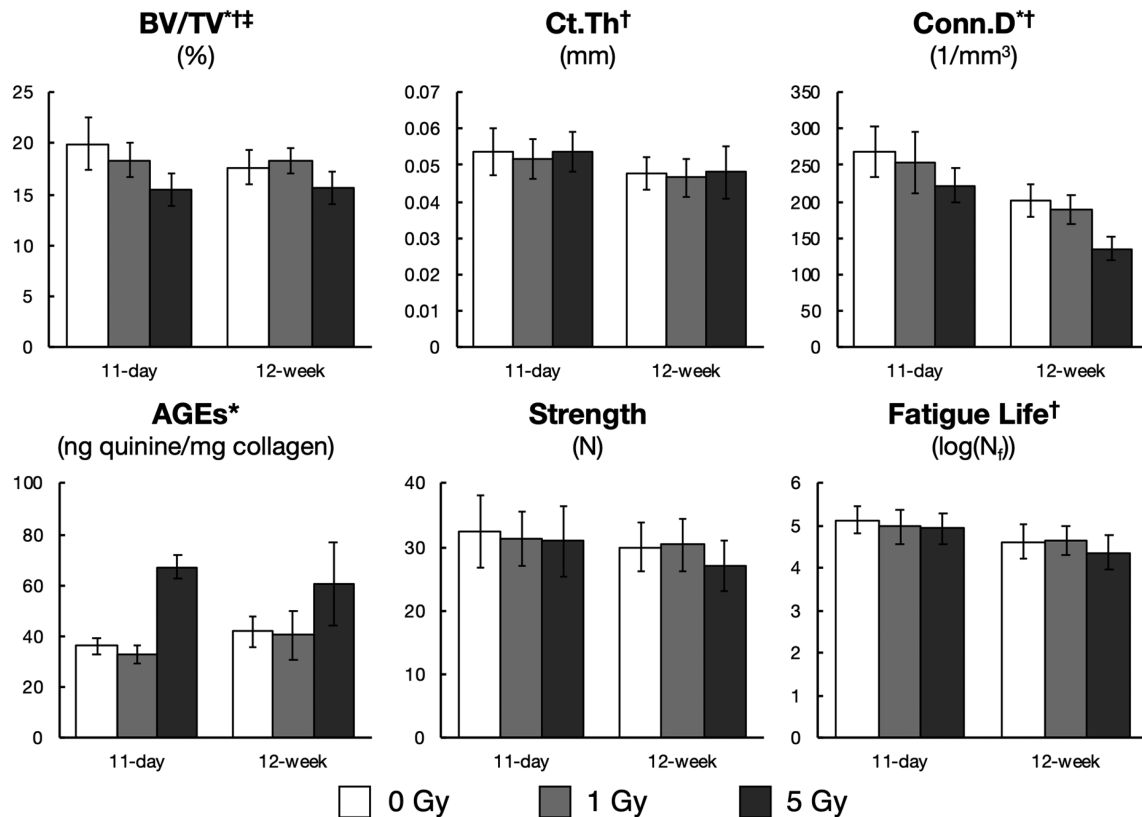 BV/TV*†‡ Ct.Th† Conn.D*†
(%) (mm) (1/mm³)
25 0.07 350
20 0.06 300
15 0.05 250
10 0.04 200
5 0.03 150
0 0.02 100
0.01 50
0 0
11-day 12-week 11-day 12-week 11-day 12-week
AGEs* Strength Fatigue Life†
(ng quinine/mg collagen) (N) (log(Nf))
100 40 6
80 30 5
60 20 4
40 10 3
20 0 2
0 1
0
11-day 12-week 11-day 12-week 11-day 12-week
0 Gy 1 Gy 5 Gy